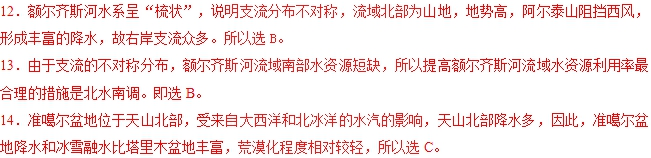 12．额尔齐斯河水系呈“梳状”，说明支流分布不对称，流域北部为山地，地势高，阿尔泰山阻挡西风，
形成丰富的降水，故右岸支流众多。所以选 B。
13．由于支流的不对称分布，额尔齐斯河流域南部水资源短缺，所以提高额尔齐斯河流域水资源利用率最
合理的措施是北水南调。即选 B。
14．准噶尔盆地位于天山北部，受来自大西洋和北冰洋的水汽的影响，天山北部降水多，因此，准噶尔盆
地降水和冰雪融水比塔里木盆地丰富，荒漠化程度相对较轻，所以选 C。